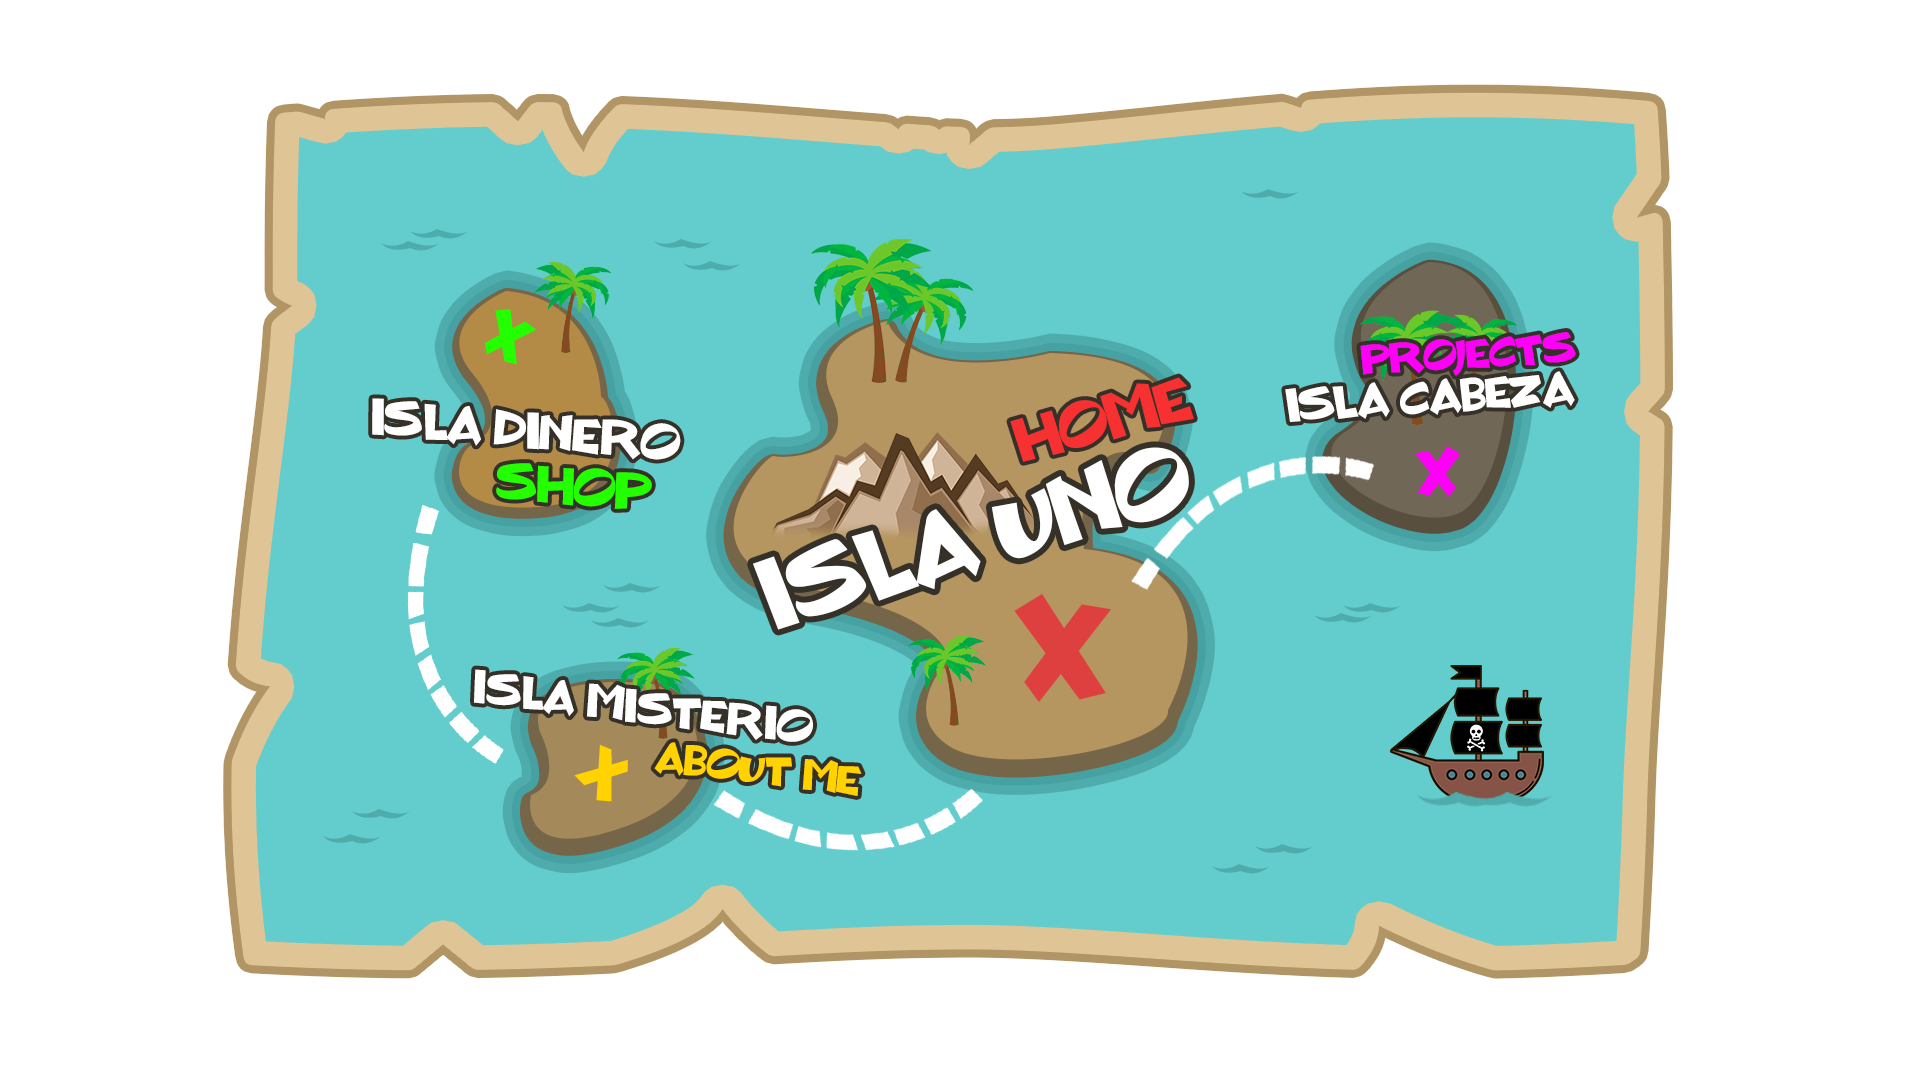 ISLA DINERO
SHOP
HOME
ISLA UNO
PROJECTS
ISLA CABEZA
ISLA MISTERIO
ABOUT ME